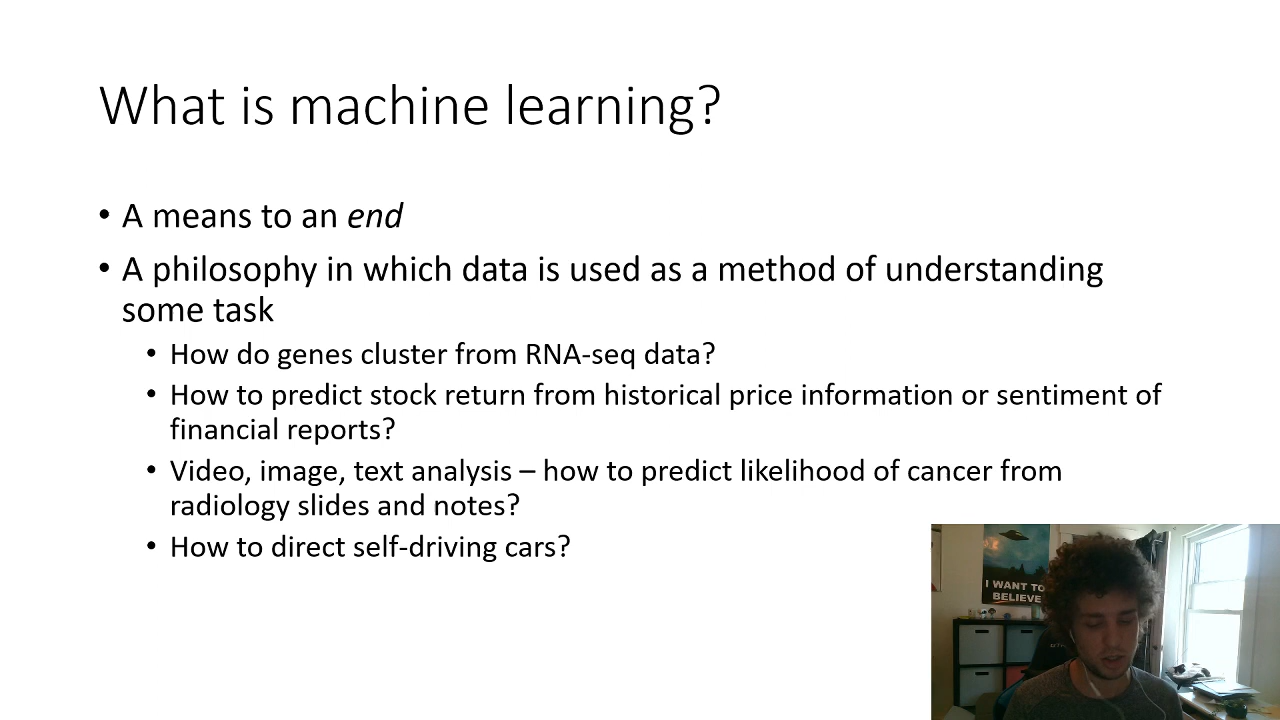 What is machine learning?
• A means to an end
• A philosophy in which data is used as a method of understanding
some task
• How do genes cluster from RNA-seq data?
• How to predict stock return from historical price information or sentiment of
financial reports?
• Video, image, text analysis – how to predict likelihood of cancer from
radiology slides and notes?
• How to direct self-driving cars?
I WANT TO
BELIEVE